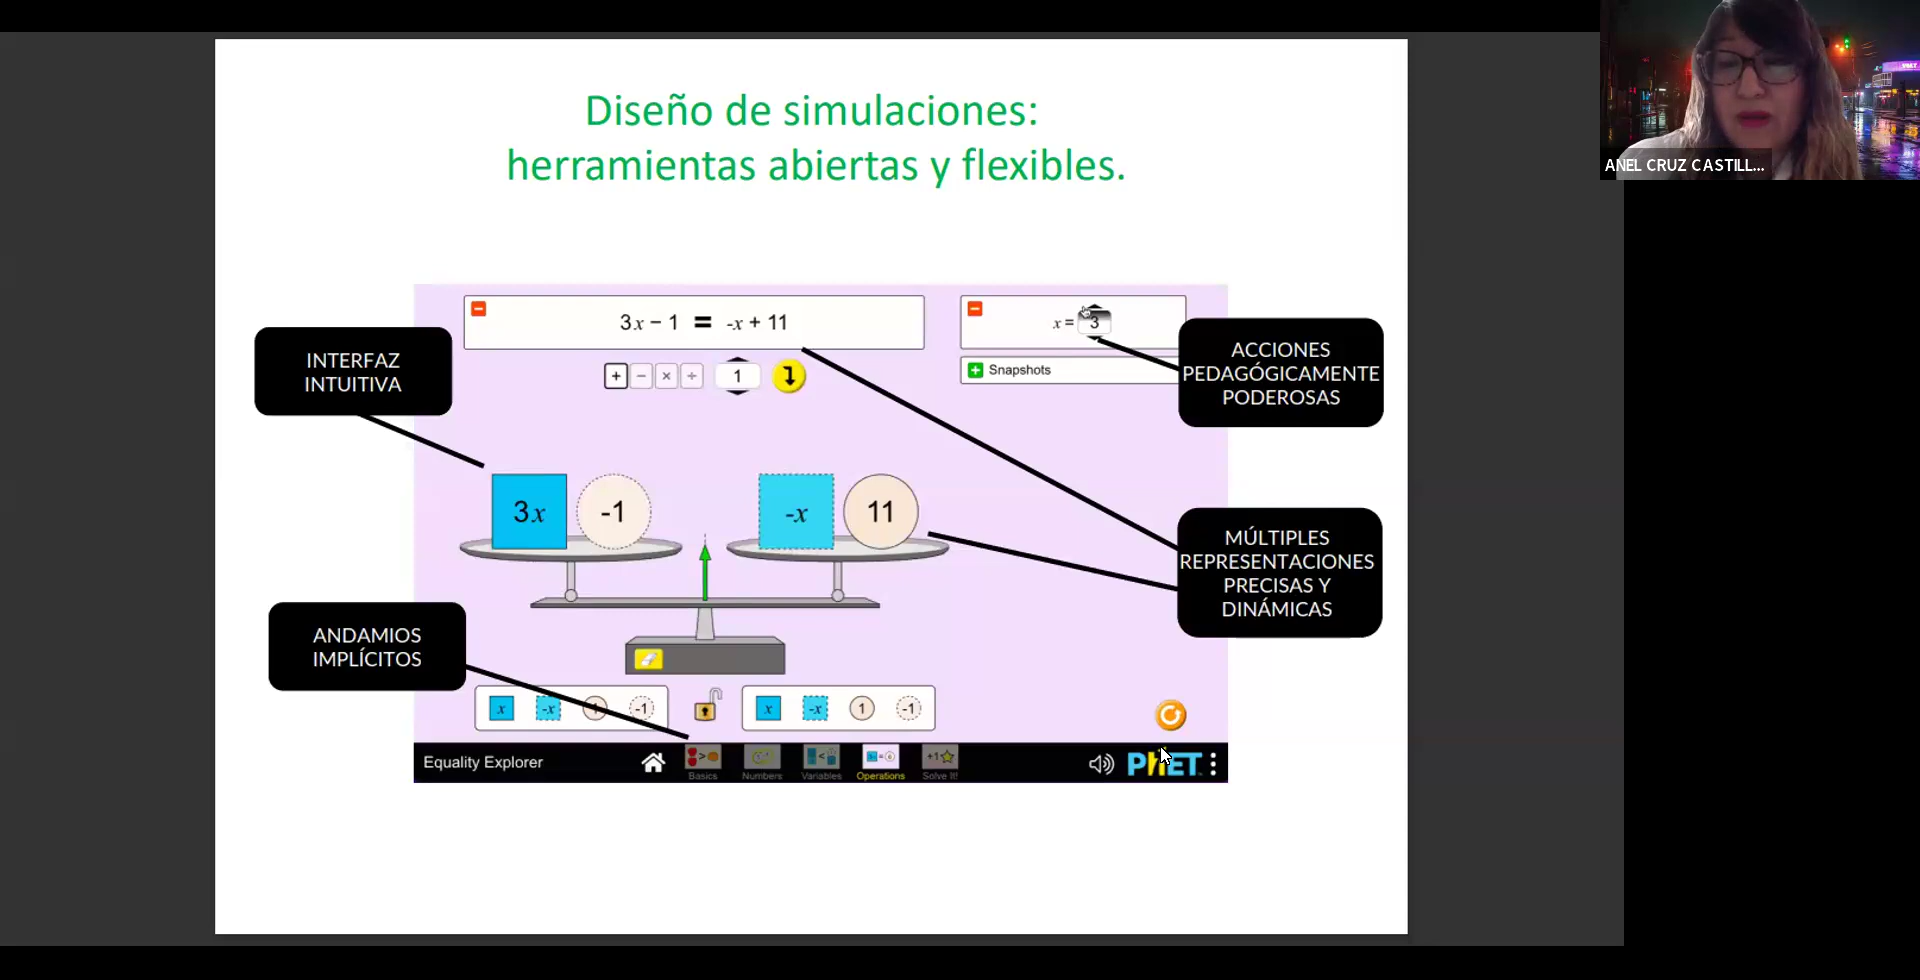 Diseño de simulaciones:
herramientas abiertas y flexibles.
ANEL CRUZ CASTILL...
3x − 1 = -x + 11
x = 3
Snapshots
+ − × ÷ 1
INTERFAZ
INTUITIVA
ACCIONES
PEDAGÓGICAMENTE
PODEROSAS
3x -1 -x 11
MÚLTIPLES
REPRESENTACIONES
PRECISAS Y
DINÁMICAS
ANDAMIOS
IMPLÍCITOS
x -x 1 -1 x -x 1 -1
Equality Explorer
Basics Numbers Variables Operations Solve It!
PhET